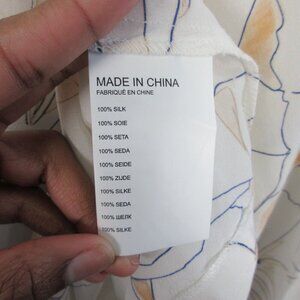 MADE IN CHINA
FABRIQUÉ EN CHINE
100% SILK
100% SOIE
100% SETA
100% SEDA
100% SEIDE
100% ZIJDE
100% SILKE
100% SEDA
100% ШЕЛК
100% SILKE